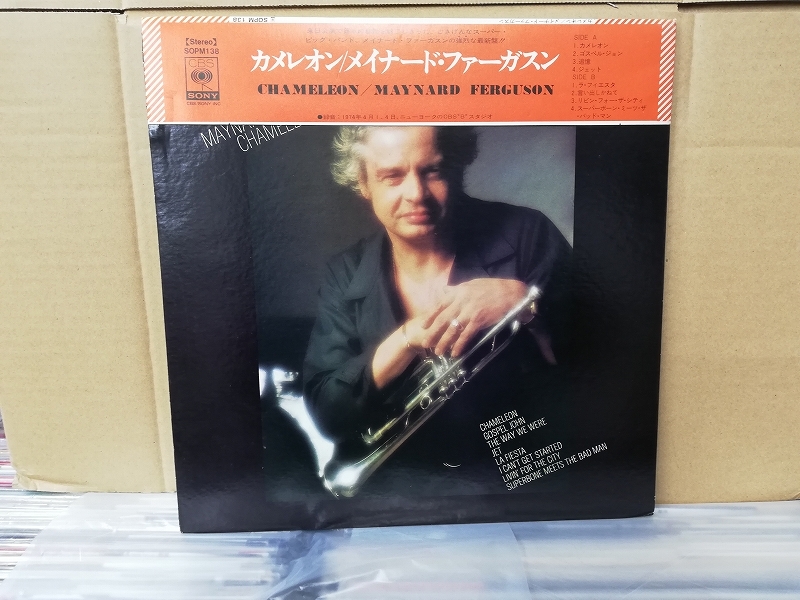 SOPM 138
【Stereo】
SOPM138
CBS
SONY
CBS/SONY INC.
カメレオン/メイナード・ファーガスン
CHAMELEON / MAYNARD FERGUSON
SIDE A
1.カメレオン
2.ゴスペル・ジョン
3.追憶
4.ジェット
SIDE B
1.ラ・フィエスタ
2.言い出しかねて
3.リビン・フォー・ザ・シティ
4.スーパーボーン・ミーツ・ザ
・バッド・マン
CHAMELEON
GOSPEL JOHN
THE WAY WE WERE
JET
LA FIESTA
I CAN'T GET STARTED
LIVIN' FOR THE CITY
SUPERBONE MEETS THE BAD MAN